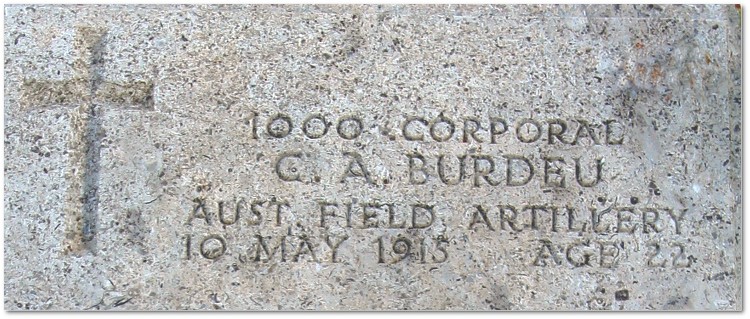 1000 CORPORAL
C. A. BURDEU
AUST. FIELD ARTILLERY
10 MAY 1915 AGE 22